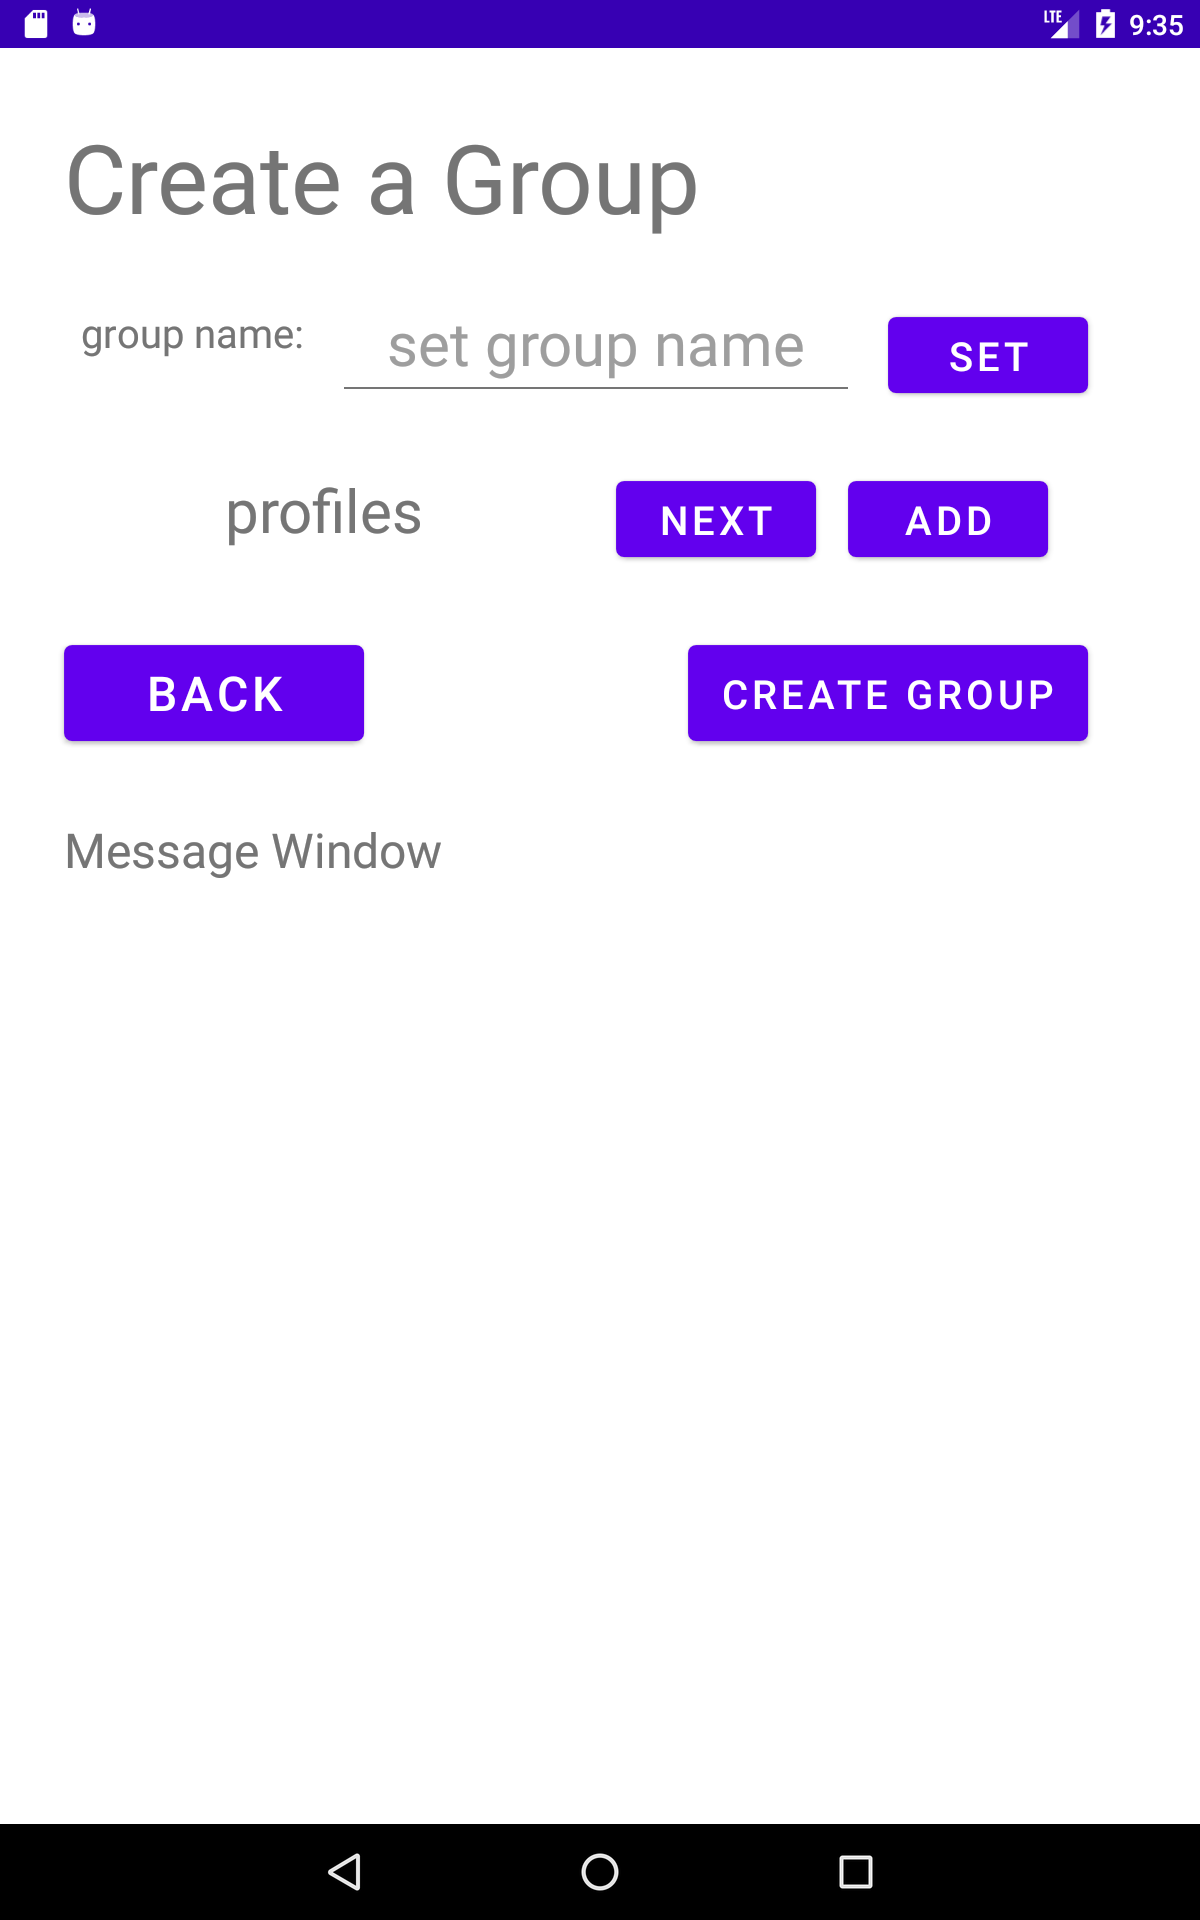 LTE 9:35
Create a Group
group name: set group name SET
profiles NEXT ADD
BACK CREATE GROUP
Message Window